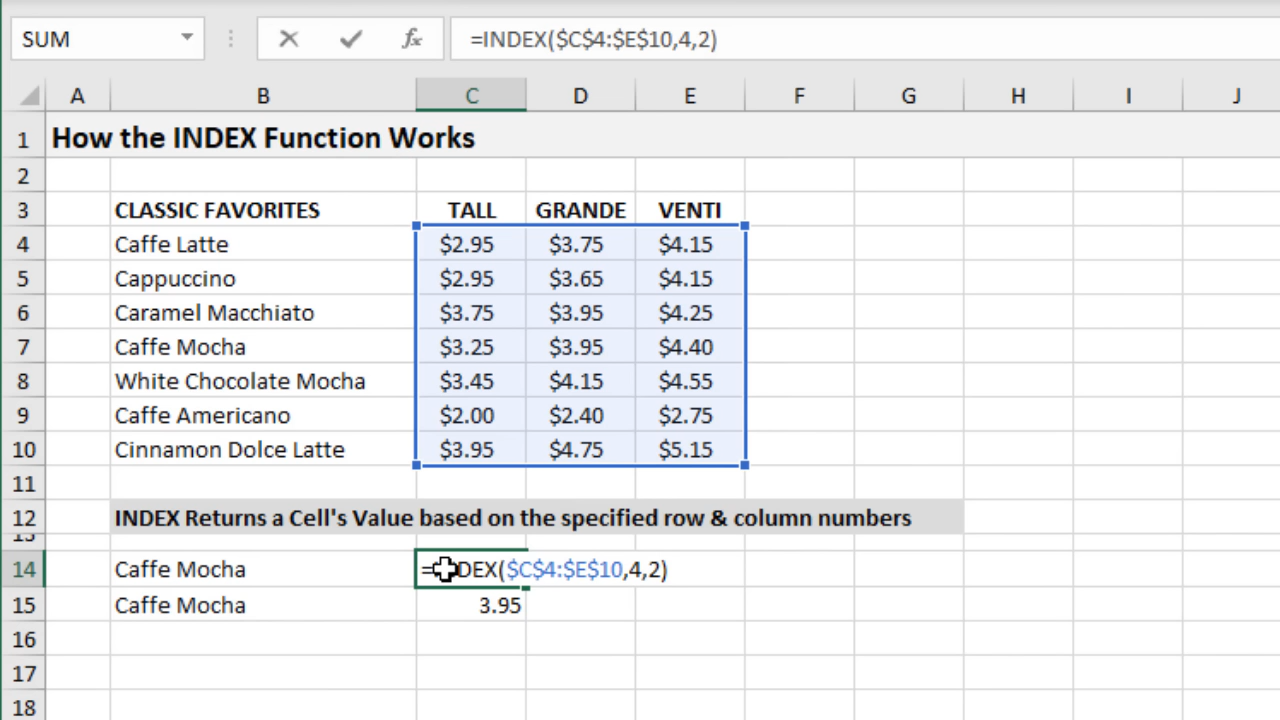 SUM fx =INDEX($C$4:$E$10,4,2)
A B C D E F G H I J
1 How the INDEX Function Works
2
3 CLASSIC FAVORITES TALL GRANDE VENTI
4 Caffe Latte $2.95 $3.75 $4.15
5 Cappuccino $2.95 $3.65 $4.15
6 Caramel Macchiato $3.75 $3.95 $4.25
7 Caffe Mocha $3.25 $3.95 $4.40
8 White Chocolate Mocha $3.45 $4.15 $4.55
9 Caffe Americano $2.00 $2.40 $2.75
10 Cinnamon Dolce Latte $3.95 $4.75 $5.15
11
12 INDEX Returns a Cell's Value based on the specified row & column numbers
13
14 Caffe Mocha =INDEX($C$4:$E$10,4,2)
15 Caffe Mocha 3.95
16
17
18